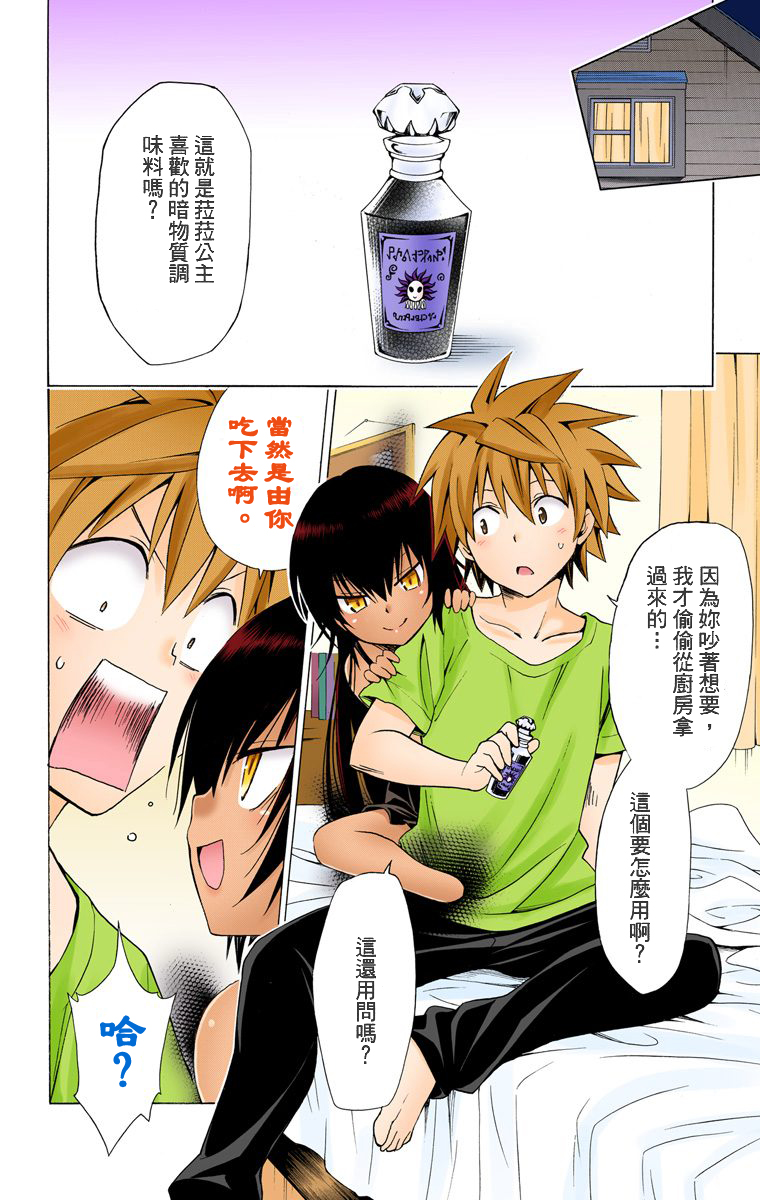 這就是菈菈公主
喜歡的暗物質調
味料嗎？
因為妳吵著想要，
我才偷偷從廚房拿
過來的…
這個要怎麼用啊？
這還用問嗎？
當然是由你
吃下去啊。
哈？